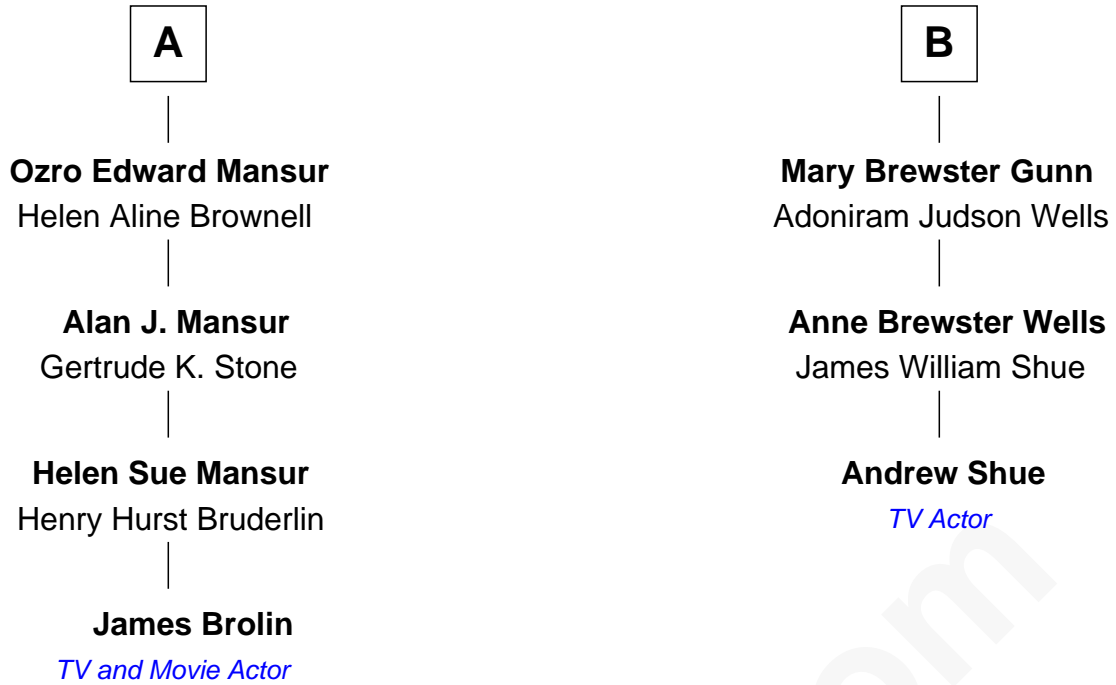 A
Ozro Edward Mansur
Helen Aline Brownell
Alan J. Mansur
Gertrude K. Stone
Helen Sue Mansur
Henry Hurst Bruderlin
James Brolin
TV and Movie Actor
B
Mary Brewster Gunn
Adoniram Judson Wells
Anne Brewster Wells
James William Shue
Andrew Shue
TV Actor
om